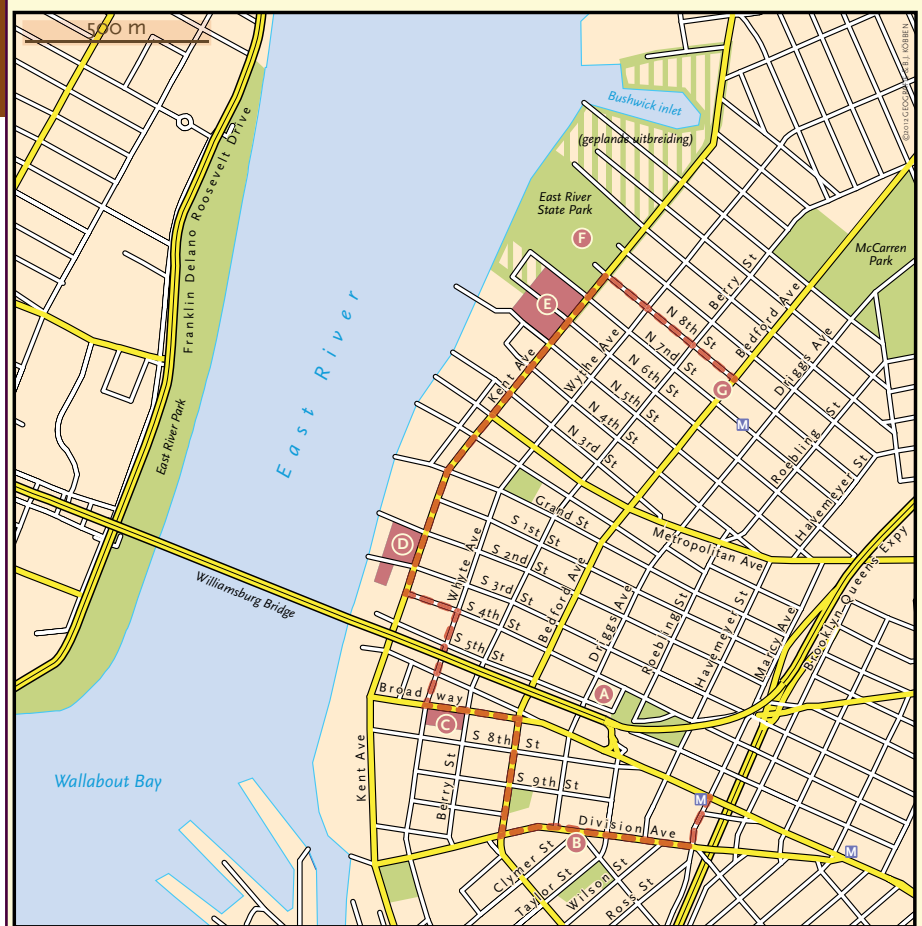 500 m
©2012 GEOGRAFIE & B.J. KÖBBEN
Bushwick inlet
(geplande uitbreiding)
East River
State Park
F
McCarren
Park
Franklin Delano Roosevelt Drive
E
Berry St
Bedford Ave
N 8th St
N 7th St
N 6th St
N 5th St
N 4th St
N 3rd St
Kent Ave
Wythe Ave
Driggs Ave
G
M
Roebling St
Havemeyer St
East River
East River Park
Grand St
Metropolitan Ave
S 1st St
S 2nd St
S 3rd St
S 4th St
S 5th St
D
Whyte Ave
Bedford Ave
Driggs Ave
Roebling St
Havemeyer St
Marcy Ave
Brooklyn Queens Expy
Williamsburg Bridge
A
Broadway
C
S 8th St
S 9th St
Kent Ave
Berry St
Wallabout Bay
M
Division Ave
B
M
Clymer St
Taylor St
Wilson St
Ross St